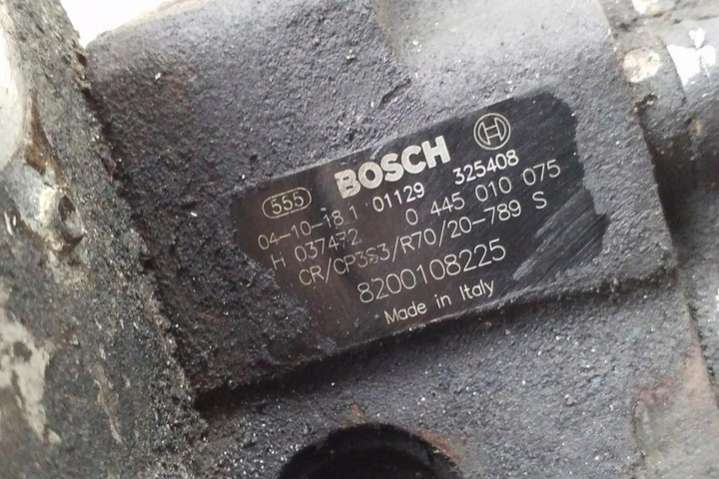 555 BOSCH
04-10-18 1 01129 325408
H 037472 0 445 010 075
CR/CP3S3/R70/20-789 S
8200108225
Made in Italy